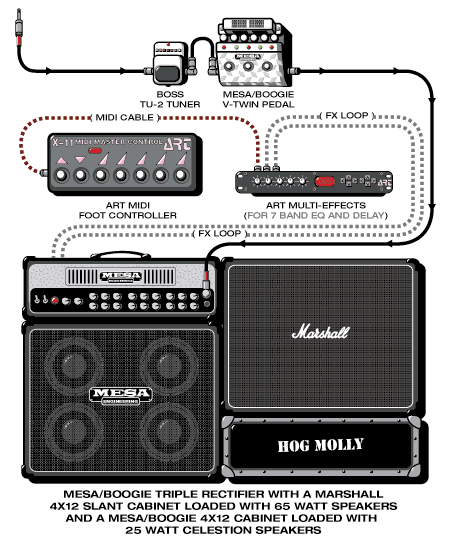 BOSS
TU-2 TUNER
MESA/BOOGIE
V-TWIN PEDAL
MESA
( MIDI CABLE )
( FX LOOP )
X-11 MIDI MASTER CONTROL
ART
ART MIDI
FOOT CONTROLLER
ART
ART MULTI-EFFECTS
(FOR 7 BAND EQ AND DELAY)
( FX LOOP )
MESA
Marshall
MESA
ENGINEERING
HOG MOLLY
MESA/BOOGIE TRIPLE RECTIFIER WITH A MARSHALL
4X12 SLANT CABINET LOADED WITH 65 WATT SPEAKERS
AND A MESA/BOOGIE 4X12 CABINET LOADED WITH
25 WATT CELESTION SPEAKERS